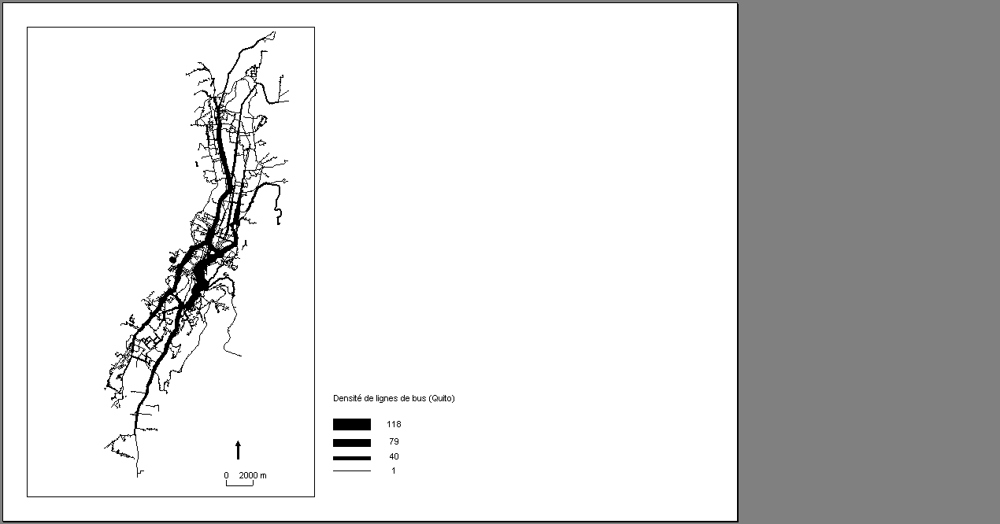 Densité de lignes de bus (Quito)
118
79
40
1
0 2000 m